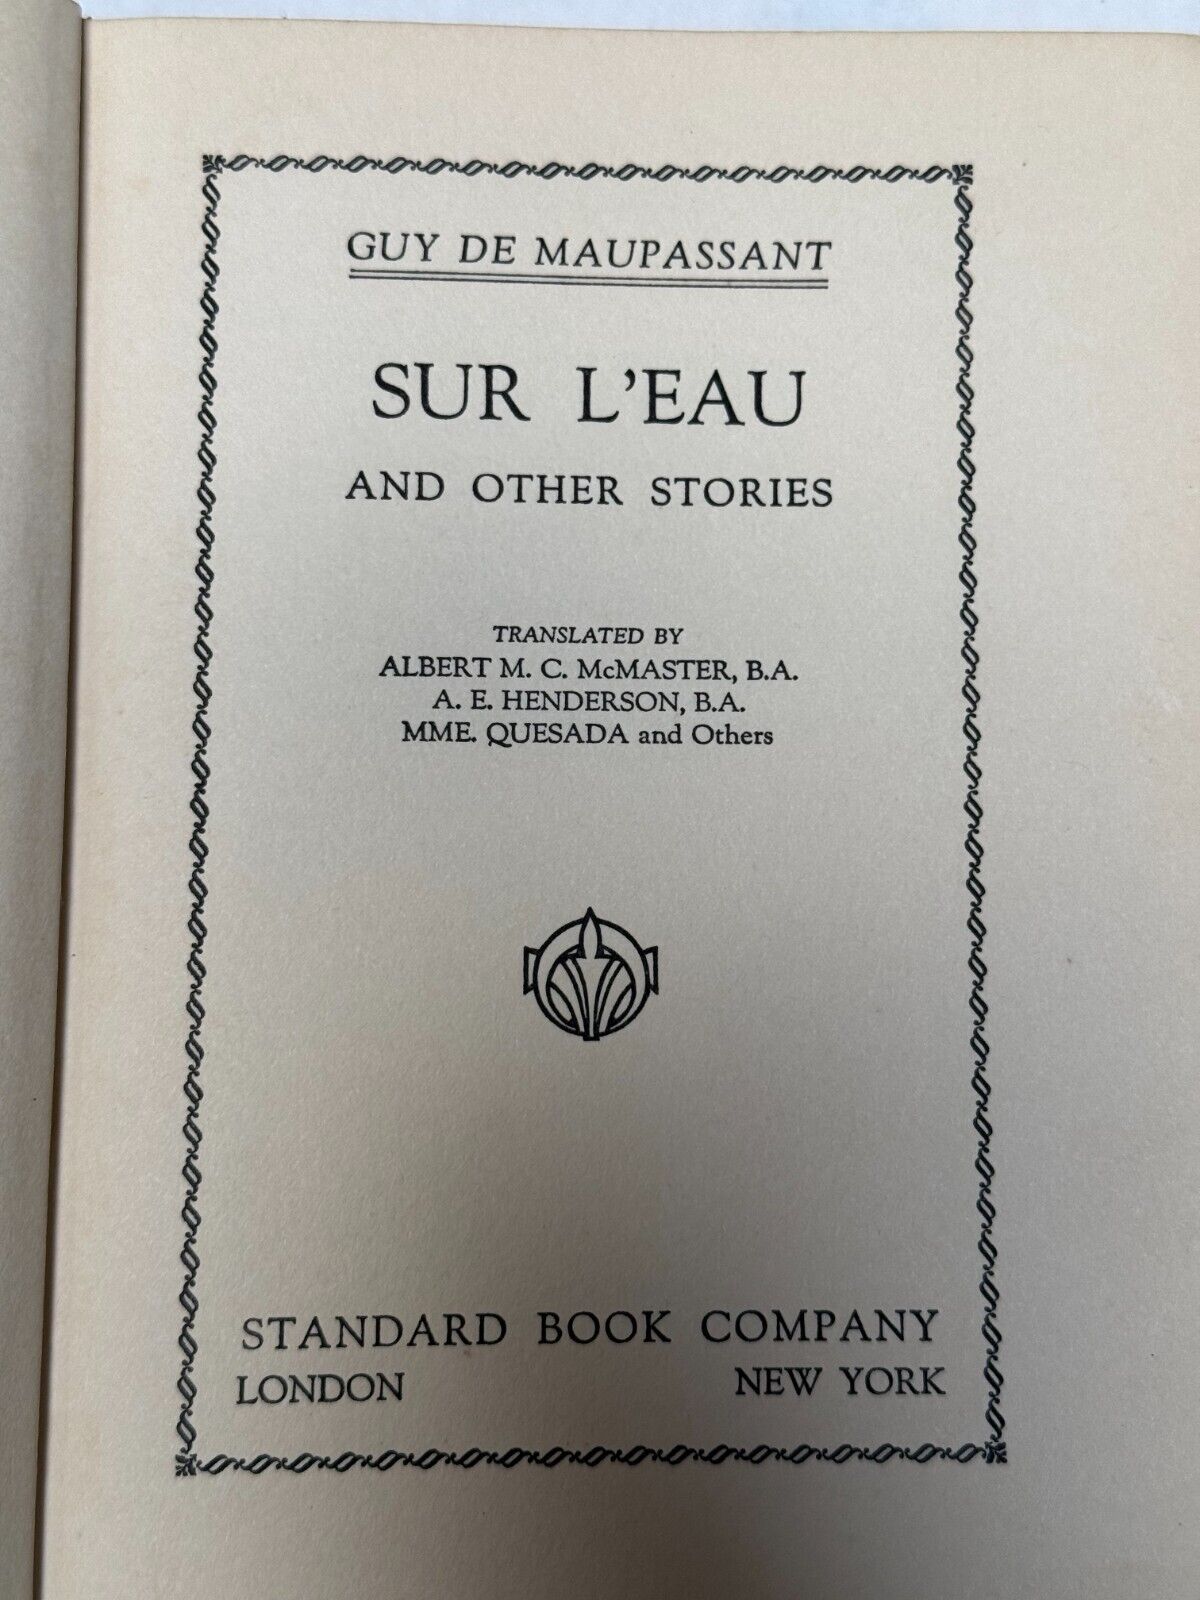 GUY DE MAUPASSANT
SUR L'EAU
AND OTHER STORIES
TRANSLATED BY
ALBERT M. C. McMASTER, B.A.
A. E. HENDERSON, B.A.
MME. QUESADA and Others
STANDARD BOOK COMPANY
LONDON NEW YORK